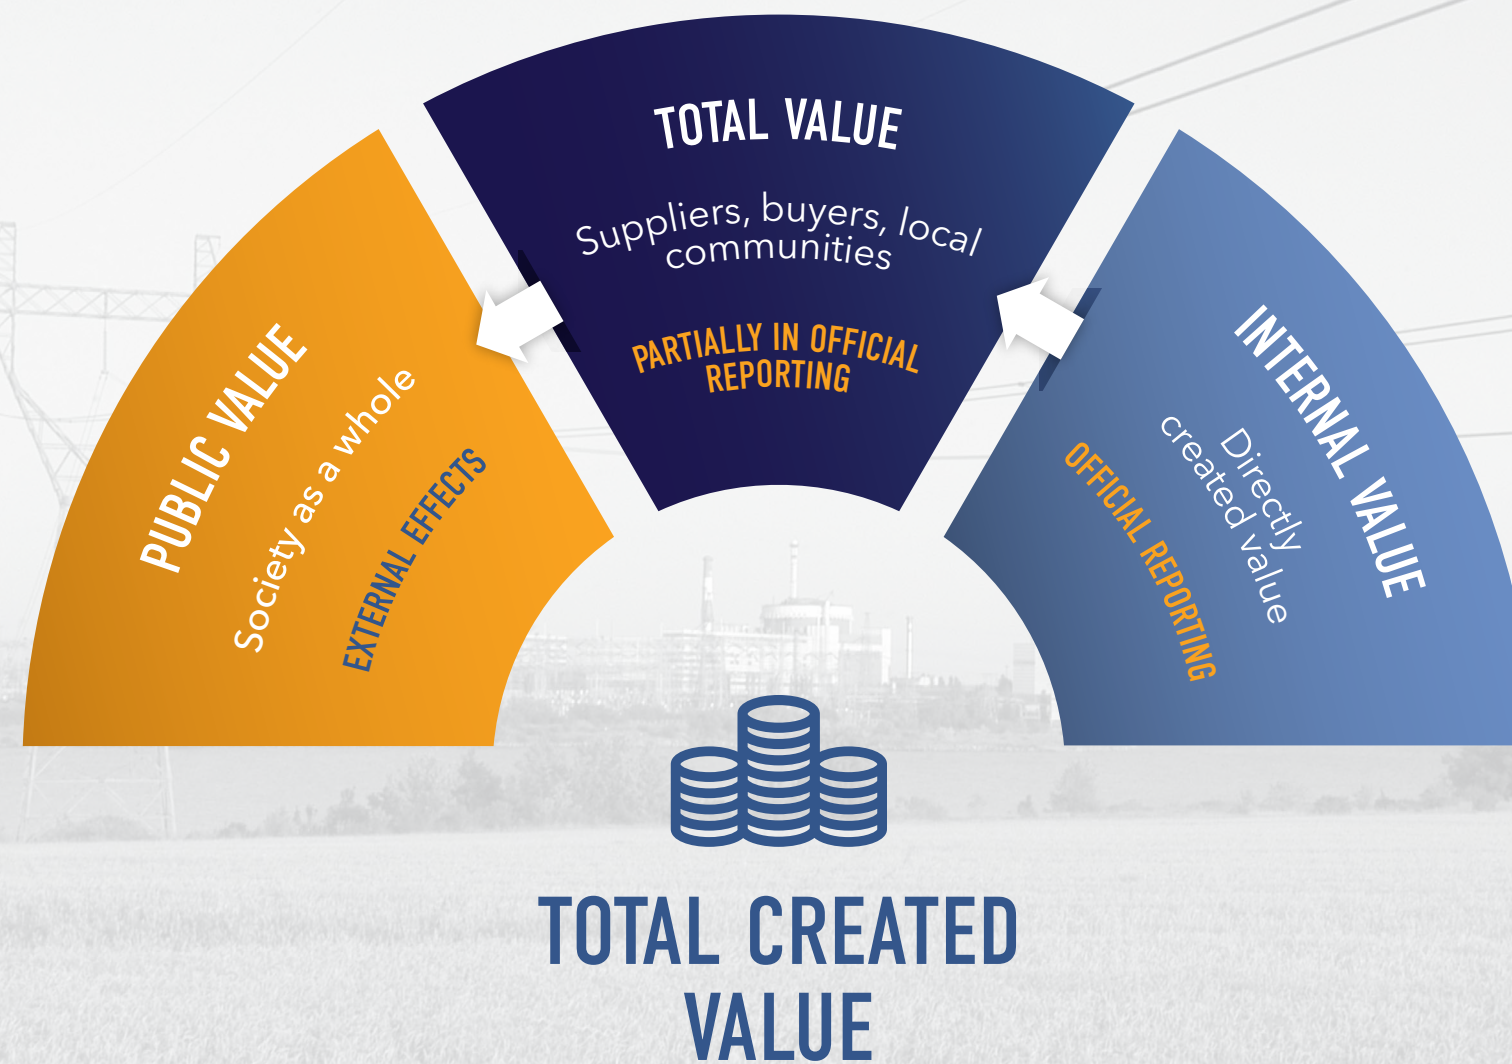 PUBLIC VALUE
Society as a whole
EXTERNAL EFFECTS
TOTAL VALUE
Suppliers, buyers, local
communities
PARTIALLY IN OFFICIAL
REPORTING
INTERNAL VALUE
Directly
created value
OFFICIAL REPORTING
TOTAL CREATED
VALUE